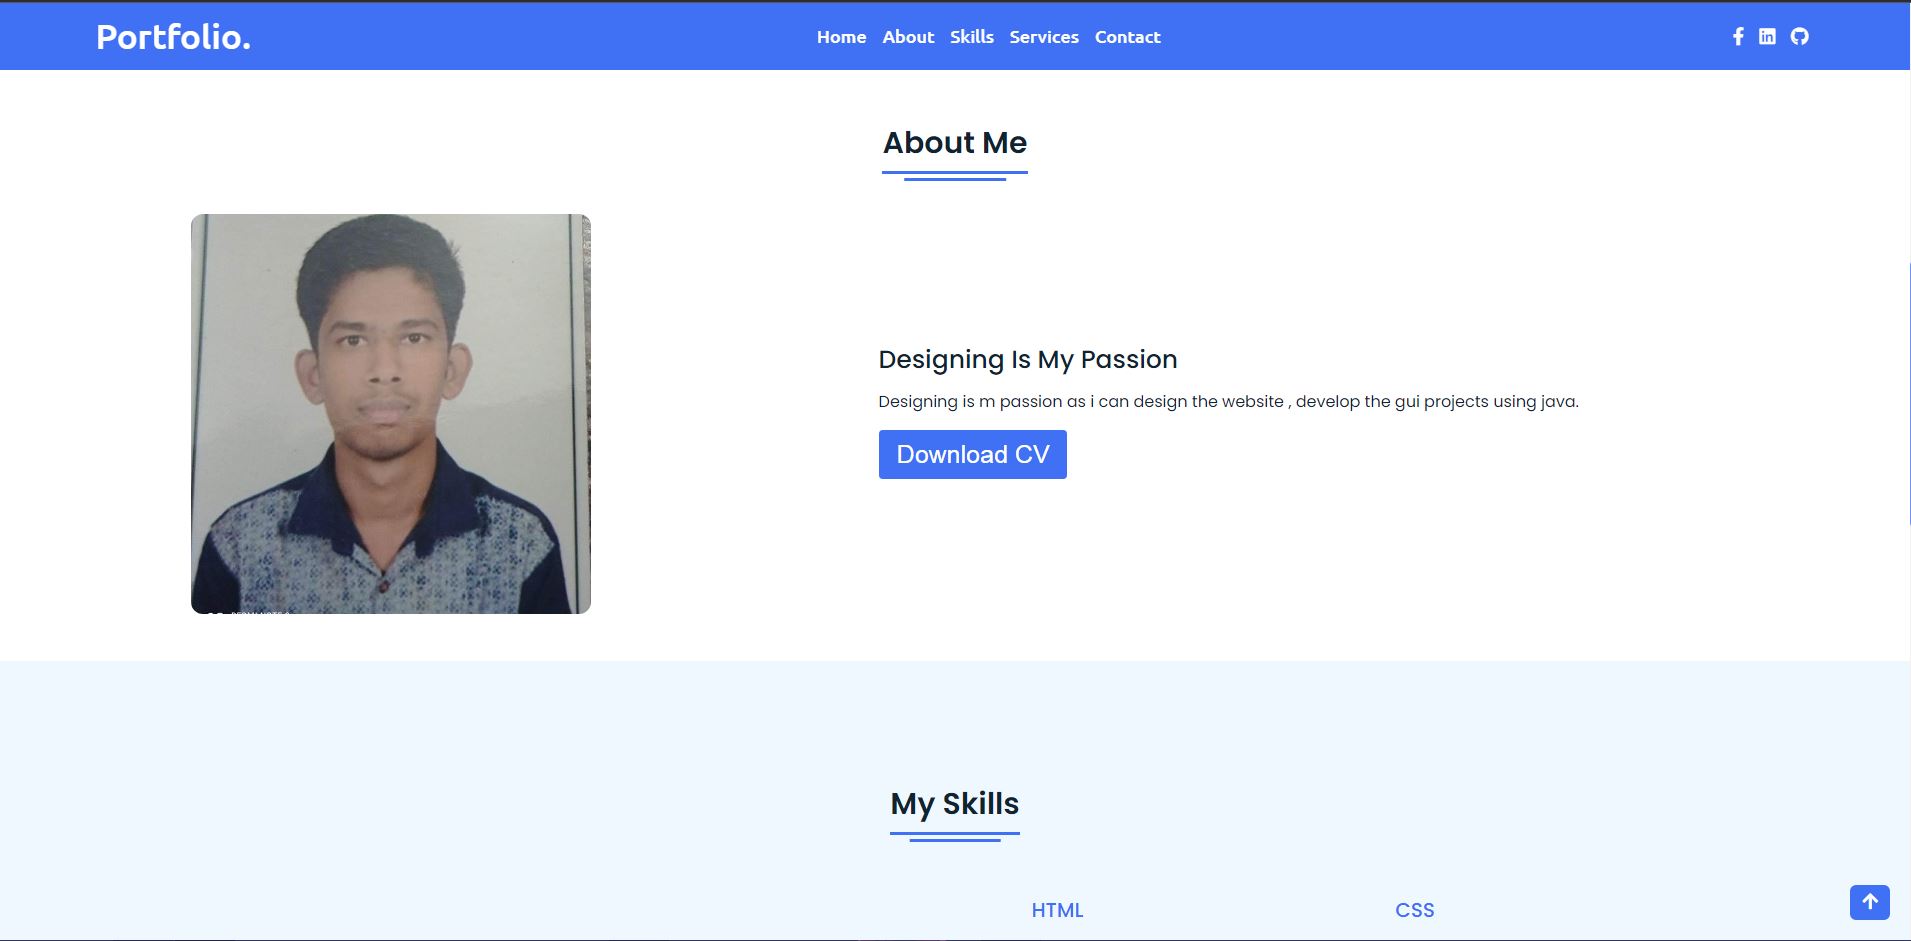 Portfolio.
Home About Skills Services Contact
About Me
Designing Is My Passion
Designing is m passion as i can design the website , develop the gui projects using java.
Download CV
My Skills
HTML CSS